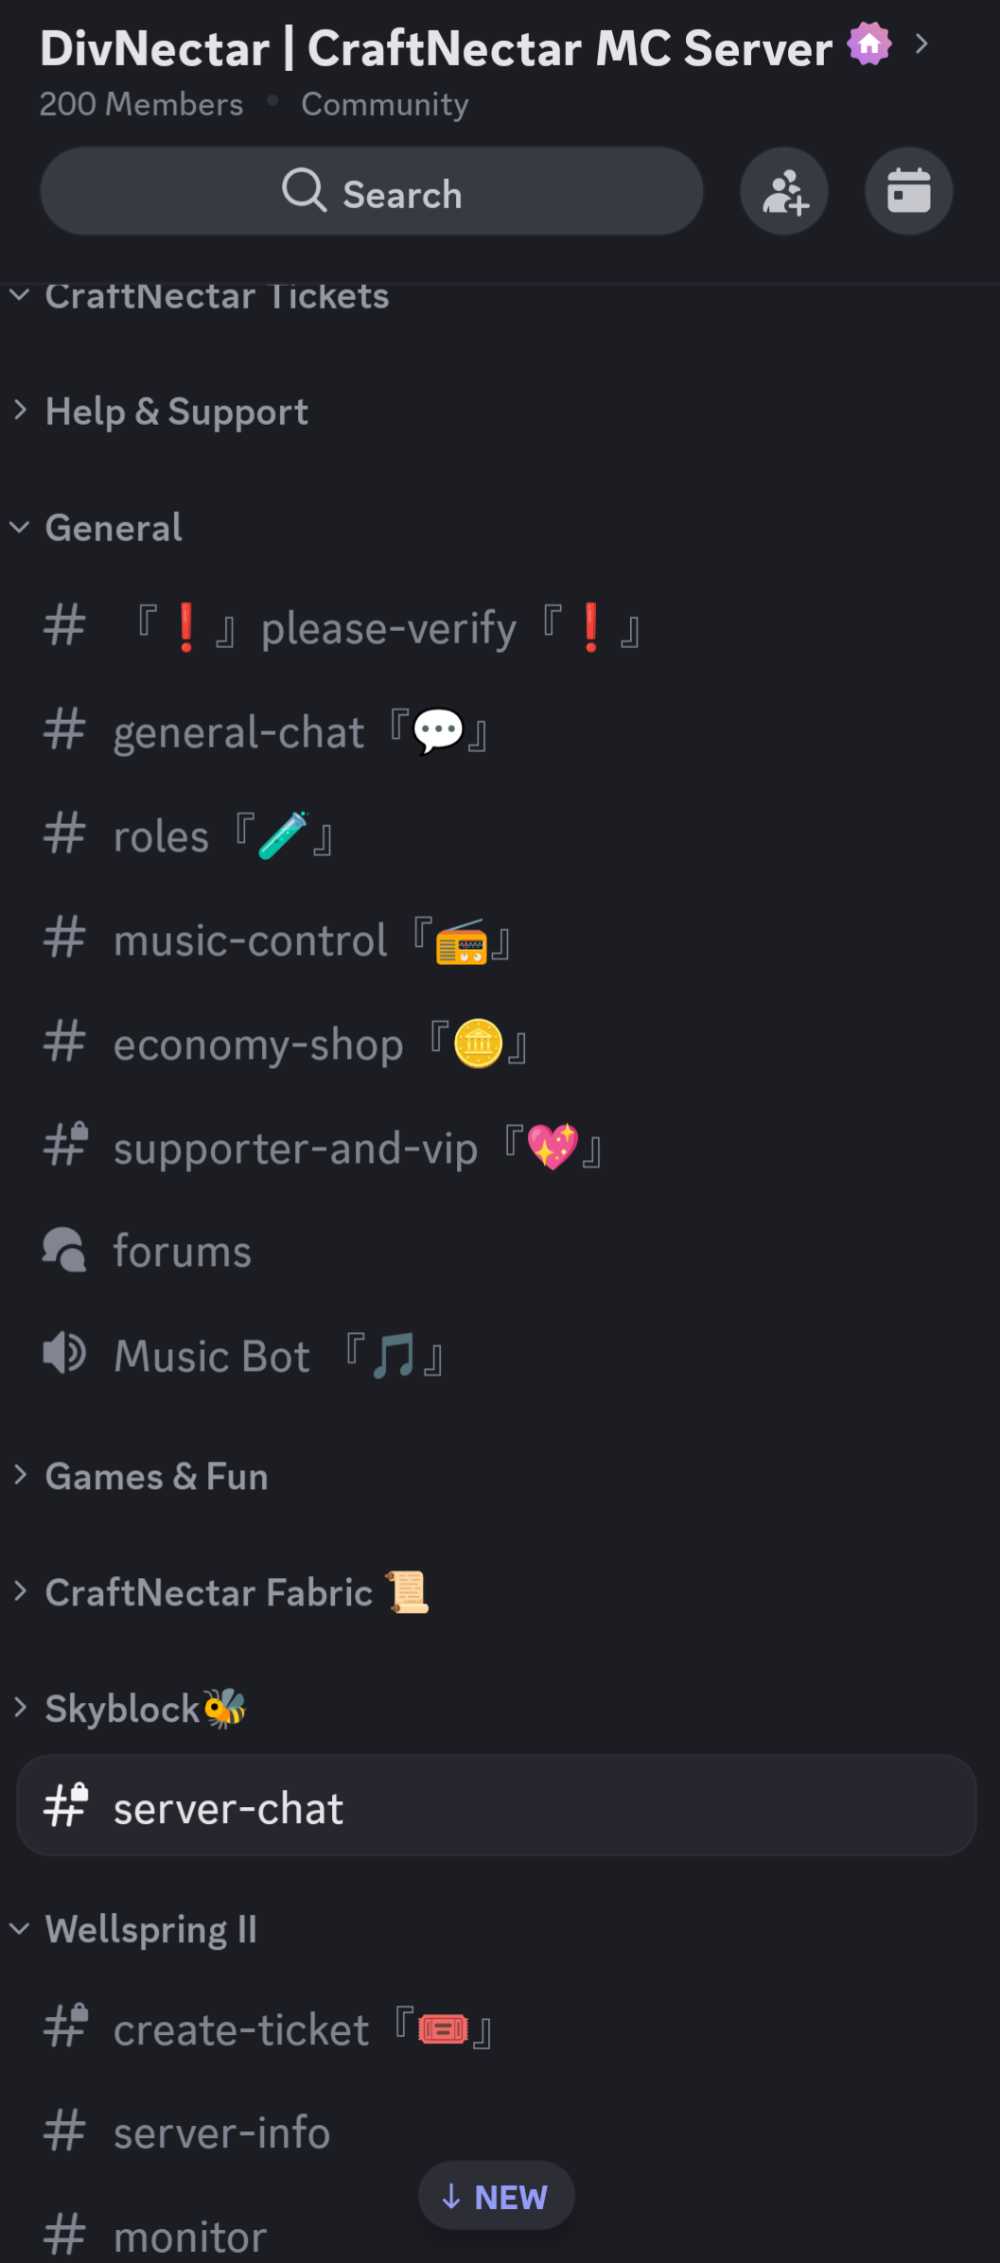 DivNectar | CraftNectar MC Server
200 Members • Community
Search
CraftNectar Tickets
Help & Support
General
『❗』please-verify『❗』
general-chat『💬』
roles『🧪』
music-control『📻』
economy-shop『🪙』
supporter-and-vip『💖』
forums
Music Bot 『🎵』
Games & Fun
CraftNectar Fabric 📜
Skyblock🐝
server-chat
Wellspring II
create-ticket『🎟️』
server-info
↓ NEW
monitor